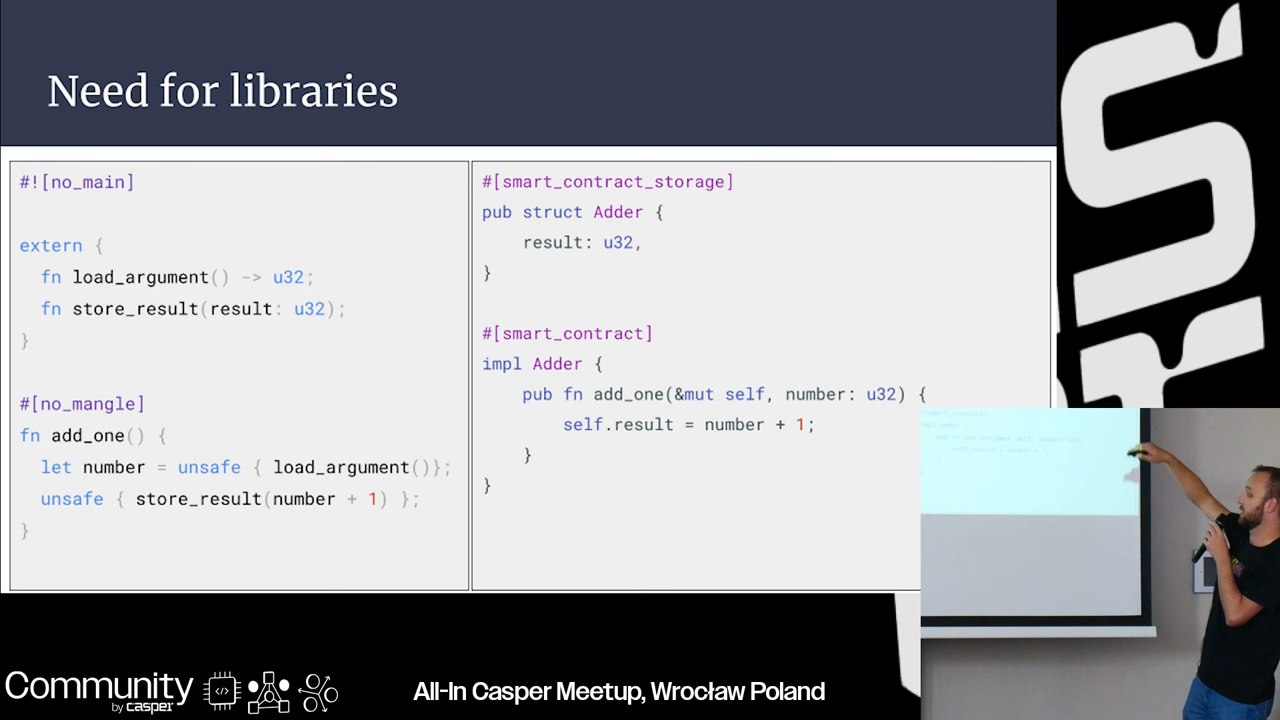 Need for libraries
#![no_main]
extern {
  fn load_argument() -> u32;
  fn store_result(result: u32);
}
#[no_mangle]
fn add_one() {
  let number = unsafe { load_argument()};
  unsafe { store_result(number + 1) };
}
#[smart_contract_storage]
pub struct Adder {
    result: u32,
}
#[smart_contract]
impl Adder {
    pub fn add_one(&mut self, number: u32) {
        self.result = number + 1;
    }
}
Community
by casper
</>
All-In Casper Meetup, Wrocław Poland